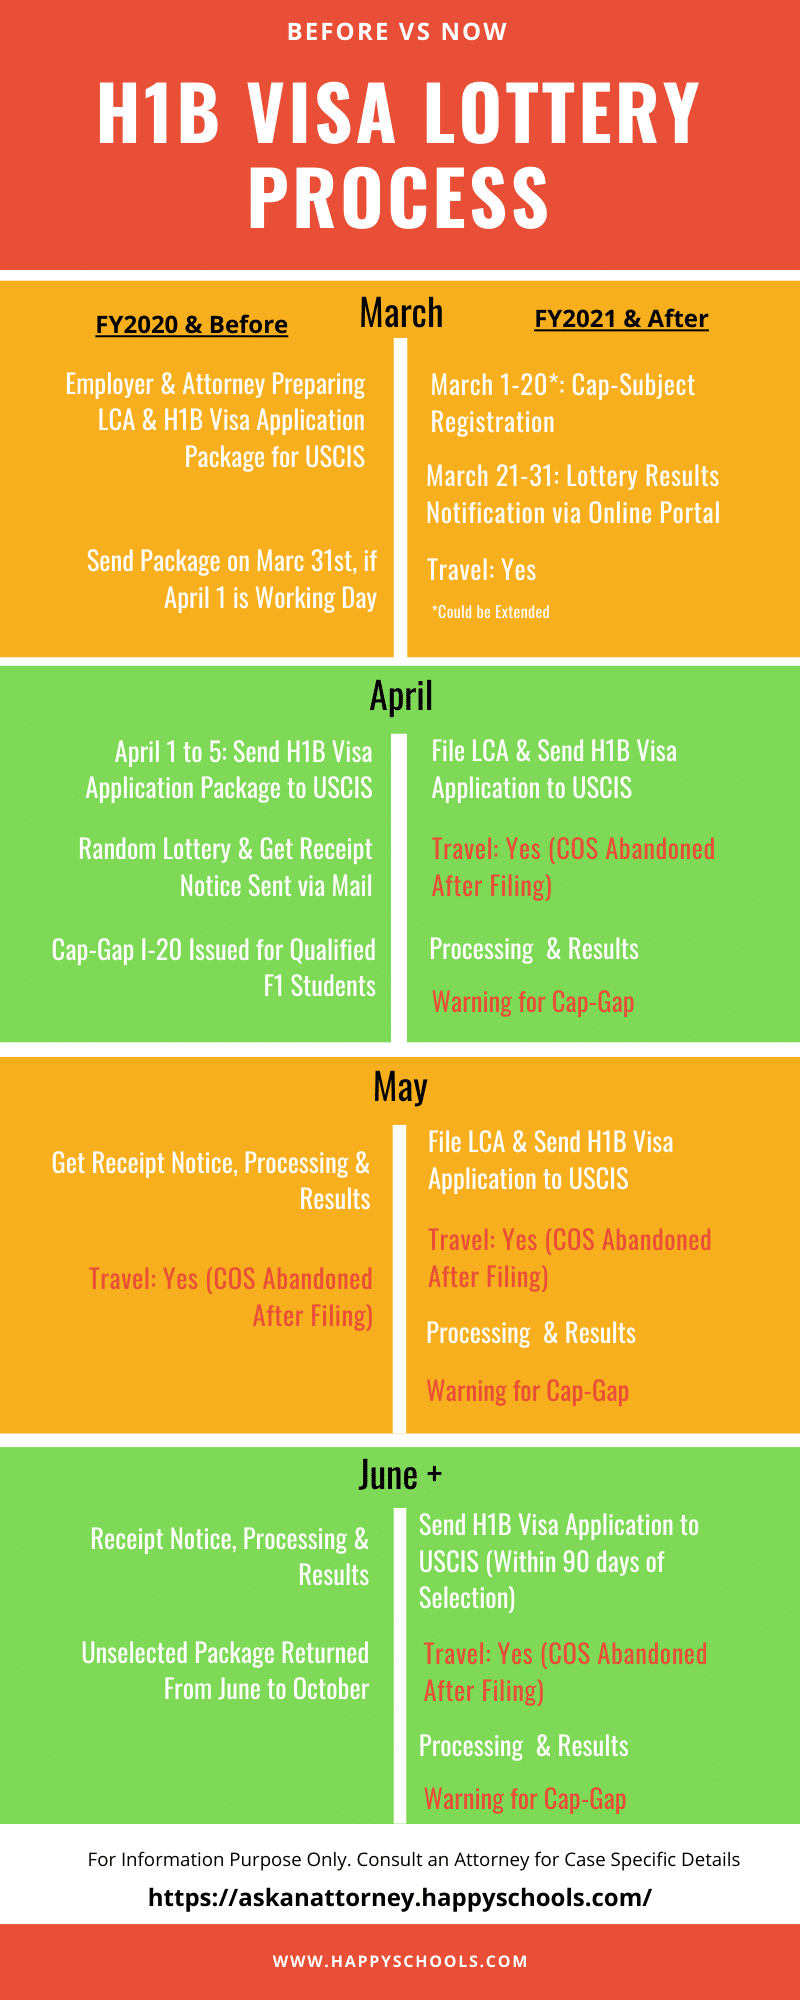 BEFORE VS NOW
H1B VISA LOTTERY
PROCESS
March
FY2020 & Before
Employer & Attorney Preparing
LCA & H1B Visa Application
Package for USCIS
Send Package on Marc 31st, if
April 1 is Working Day
FY2021 & After
March 1-20*: Cap-Subject
Registration
March 21-31: Lottery Results
Notification via Online Portal
Travel: Yes
*Could be Extended
April
April 1 to 5: Send H1B Visa
Application Package to USCIS
Random Lottery & Get Receipt
Notice Sent via Mail
Cap-Gap I-20 Issued for Qualified
F1 Students
File LCA & Send H1B Visa
Application to USCIS
Travel: Yes (COS Abandoned
After Filing)
Processing & Results
Warning for Cap-Gap
May
Get Receipt Notice, Processing &
Results
Travel: Yes (COS Abandoned
After Filing)
File LCA & Send H1B Visa
Application to USCIS
Travel: Yes (COS Abandoned
After Filing)
Processing & Results
Warning for Cap-Gap
June +
Receipt Notice, Processing &
Results
Unselected Package Returned
From June to October
Send H1B Visa Application to
USCIS (Within 90 days of
Selection)
Travel: Yes (COS Abandoned
After Filing)
Processing & Results
Warning for Cap-Gap
For Information Purpose Only. Consult an Attorney for Case Specific Details
https://askanattorney.happyschools.com/
WWW.HAPPYSCHOOLS.COM